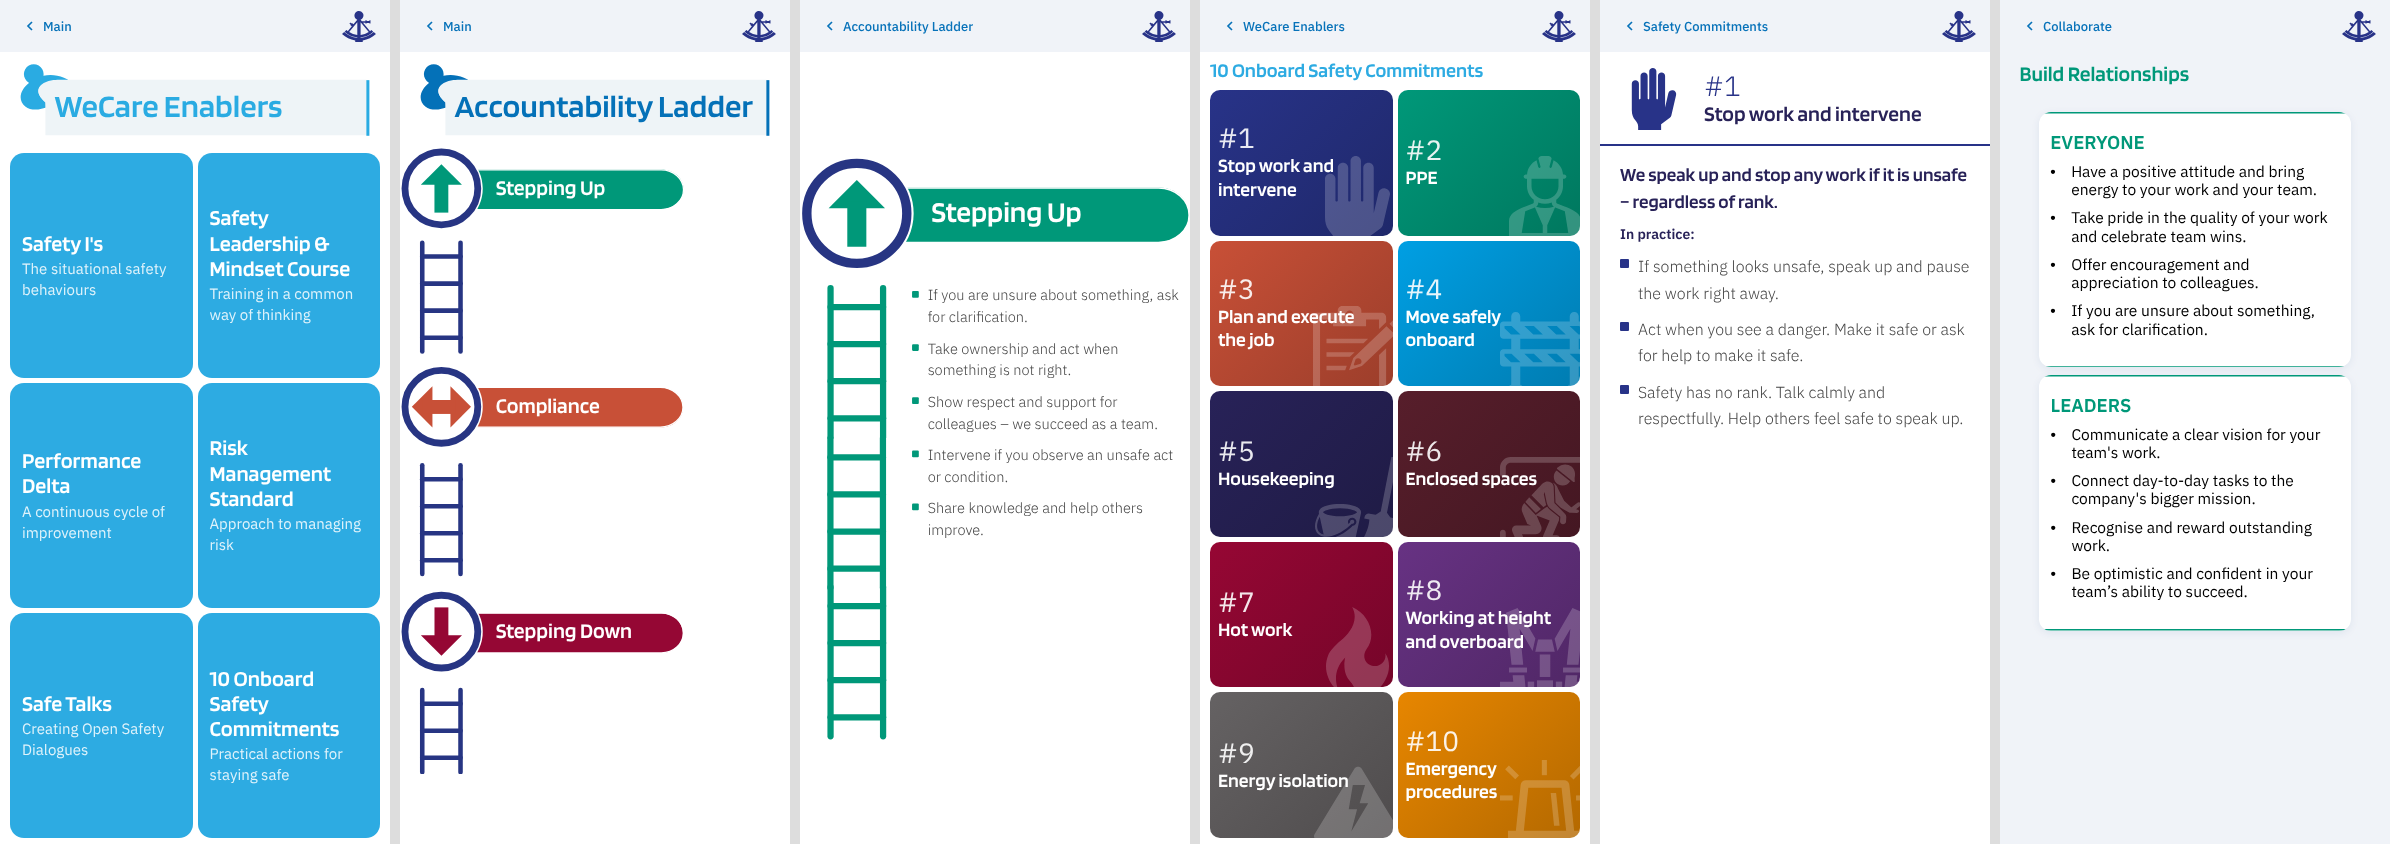 Main
WeCare Enablers
Safety I's
The situational safety
behaviours
Safety
Leadership &
Mindset Course
Training in a common
way of thinking
Performance
Delta
A continuous cycle of
improvement
Risk
Management
Standard
Approach to managing
risk
Safe Talks
Creating Open Safety
Dialogues
10 Onboard
Safety
Commitments
Practical actions for
staying safe
Main
Accountability Ladder
Stepping Up
Compliance
Stepping Down
Accountability Ladder
Stepping Up
If you are unsure about something, ask
for clarification.
Take ownership and act when
something is not right.
Show respect and support for
colleagues – we succeed as a team.
Intervene if you observe an unsafe act
or condition.
Share knowledge and help others
improve.
WeCare Enablers
10 Onboard Safety Commitments
#1
Stop work and
intervene
#2
PPE
#3
Plan and execute
the job
#4
Move safely
onboard
#5
Housekeeping
#6
Enclosed spaces
#7
Hot work
#8
Working at height
and overboard
#9
Energy isolation
#10
Emergency
procedures
Safety Commitments
#1
Stop work and intervene
We speak up and stop any work if it is unsafe
– regardless of rank.
In practice:
If something looks unsafe, speak up and pause
the work right away.
Act when you see a danger. Make it safe or ask
for help to make it safe.
Safety has no rank. Talk calmly and
respectfully. Help others feel safe to speak up.
Collaborate
Build Relationships
EVERYONE
• Have a positive attitude and bring
energy to your work and your team.
• Take pride in the quality of your work
and celebrate team wins.
• Offer encouragement and
appreciation to colleagues.
• If you are unsure about something,
ask for clarification.
LEADERS
• Communicate a clear vision for your
team's work.
• Connect day-to-day tasks to the
company's bigger mission.
• Recognise and reward outstanding
work.
• Be optimistic and confident in your
team’s ability to succeed.